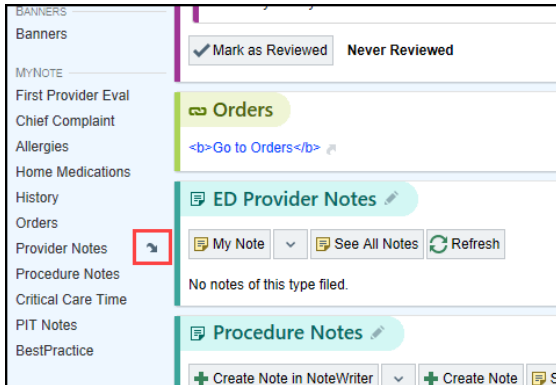 BANNERS
Banners
MYNOTE
First Provider Eval
Chief Complaint
Allergies
Home Medications
History
Orders
Provider Notes
Procedure Notes
Critical Care Time
PIT Notes
BestPractice
Mark as Reviewed Never Reviewed
Orders
<b>Go to Orders</b>
ED Provider Notes
My Note See All Notes Refresh
No notes of this type filed.
Procedure Notes
Create Note in NoteWriter Create Note S